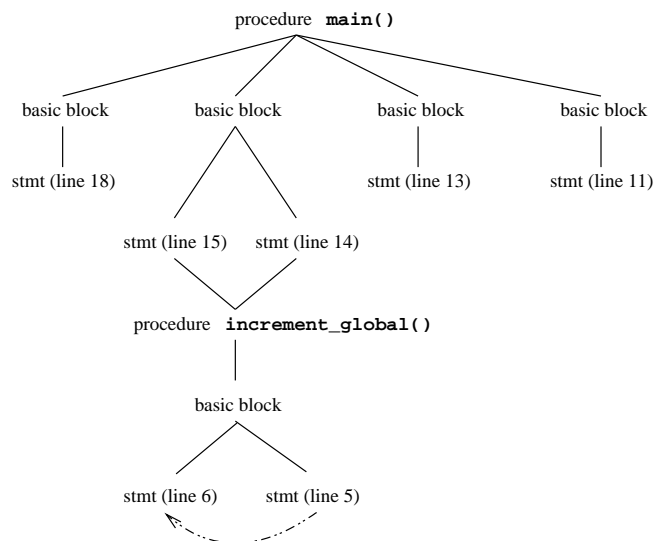 procedure main()
basic block basic block basic block basic block
stmt (line 18) stmt (line 13) stmt (line 11)
stmt (line 15) stmt (line 14)
procedure increment_global()
basic block
stmt (line 6) stmt (line 5)